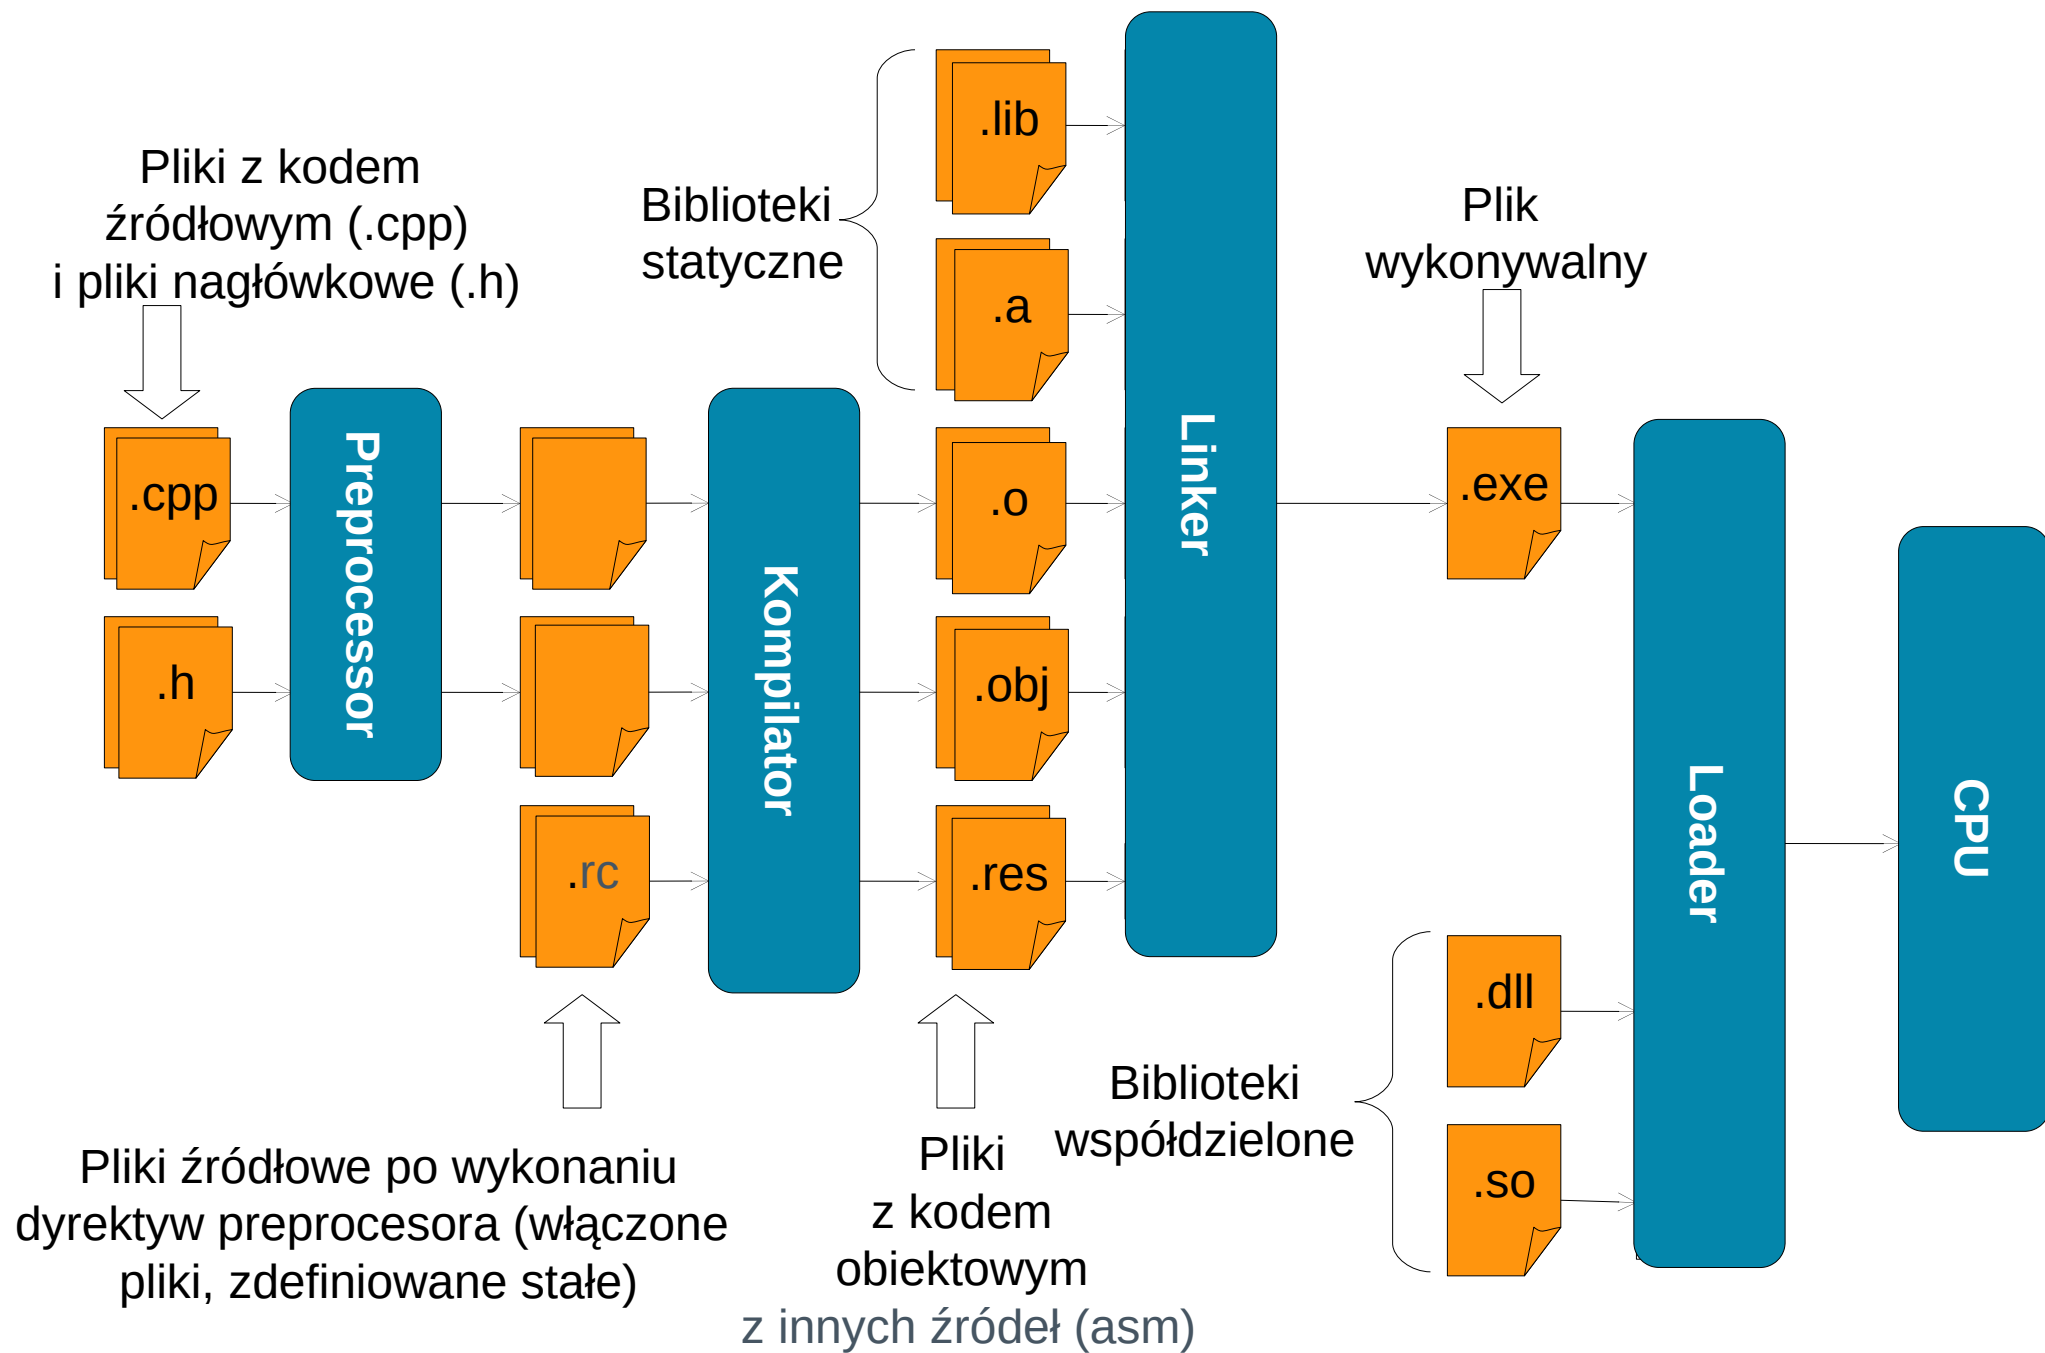 Pliki z kodem
źródłowym (.cpp)
i pliki nagłówkowe (.h)
.cpp
.h
Preprocessor
.rc
Pliki źródłowe po wykonaniu
dyrektyw preprocesora (włączone
pliki, zdefiniowane stałe)
Kompilator
Biblioteki
statyczne
.lib
.a
.o
.obj
.res
Pliki
z kodem
obiektowym
z innych źródeł (asm)
Linker
Plik
wykonywalny
.exe
Biblioteki
współdzielone
.dll
.so
Loader
CPU